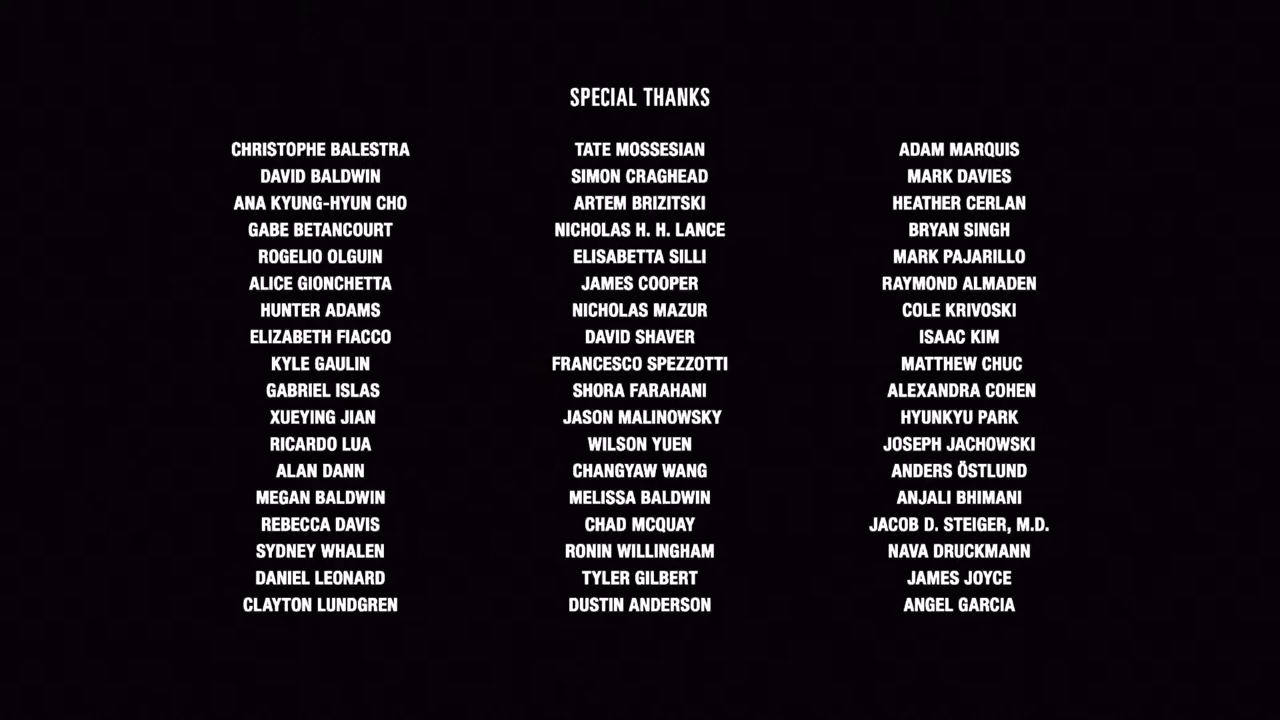 SPECIAL THANKS
CHRISTOPHE BALESTRA
DAVID BALDWIN
ANA KYUNG-HYUN CHO
GABE BETANCOURT
ROGELIO OLGUIN
ALICE GIONCHETTA
HUNTER ADAMS
ELIZABETH FIACCO
KYLE GAULIN
GABRIEL ISLAS
XUEYING JIAN
RICARDO LUA
ALAN DANN
MEGAN BALDWIN
REBECCA DAVIS
SYDNEY WHALEN
DANIEL LEONARD
CLAYTON LUNDGREN
TATE MOSSESIAN
SIMON CRAGHEAD
ARTEM BRIZITSKI
NICHOLAS H. H. LANCE
ELISABETTA SILLI
JAMES COOPER
NICHOLAS MAZUR
DAVID SHAVER
FRANCESCO SPEZZOTTI
SHORA FARAHANI
JASON MALINOWSKY
WILSON YUEN
CHANGYAW WANG
MELISSA BALDWIN
CHAD MCQUAY
RONIN WILLINGHAM
TYLER GILBERT
DUSTIN ANDERSON
ADAM MARQUIS
MARK DAVIES
HEATHER CERLAN
BRYAN SINGH
MARK PAJARILLO
RAYMOND ALMADEN
COLE KRIVOSKI
ISAAC KIM
MATTHEW CHUC
ALEXANDRA COHEN
HYUNKYU PARK
JOSEPH JACHOWSKI
ANDERS ÖSTLUND
ANJALI BHIMANI
JACOB D. STEIGER, M.D.
NAVA DRUCKMANN
JAMES JOYCE
ANGEL GARCIA